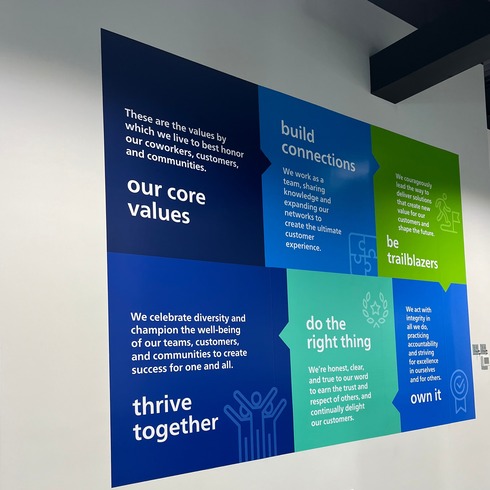 These are the values by
which we live to best honor
our coworkers, customers,
and communities.
our core
values
build
connections
We work as a
team, sharing
knowledge and
expanding our
networks to
create the ultimate
customer
experience.
We courageously
lead the way to
deliver solutions
that create new
value for our
customers and
shape the future.
be
trailblazers
We celebrate diversity and
champion the well-being
of our teams, customers,
and communities to create
success for one and all.
thrive
together
do the
right thing
We're honest, clear,
and true to our word
to earn the trust and
respect of others, and
continually delight
our customers.
We act with
integrity in
all we do,
practicing
accountability
and striving
for excellence
in ourselves
and for others.
own it